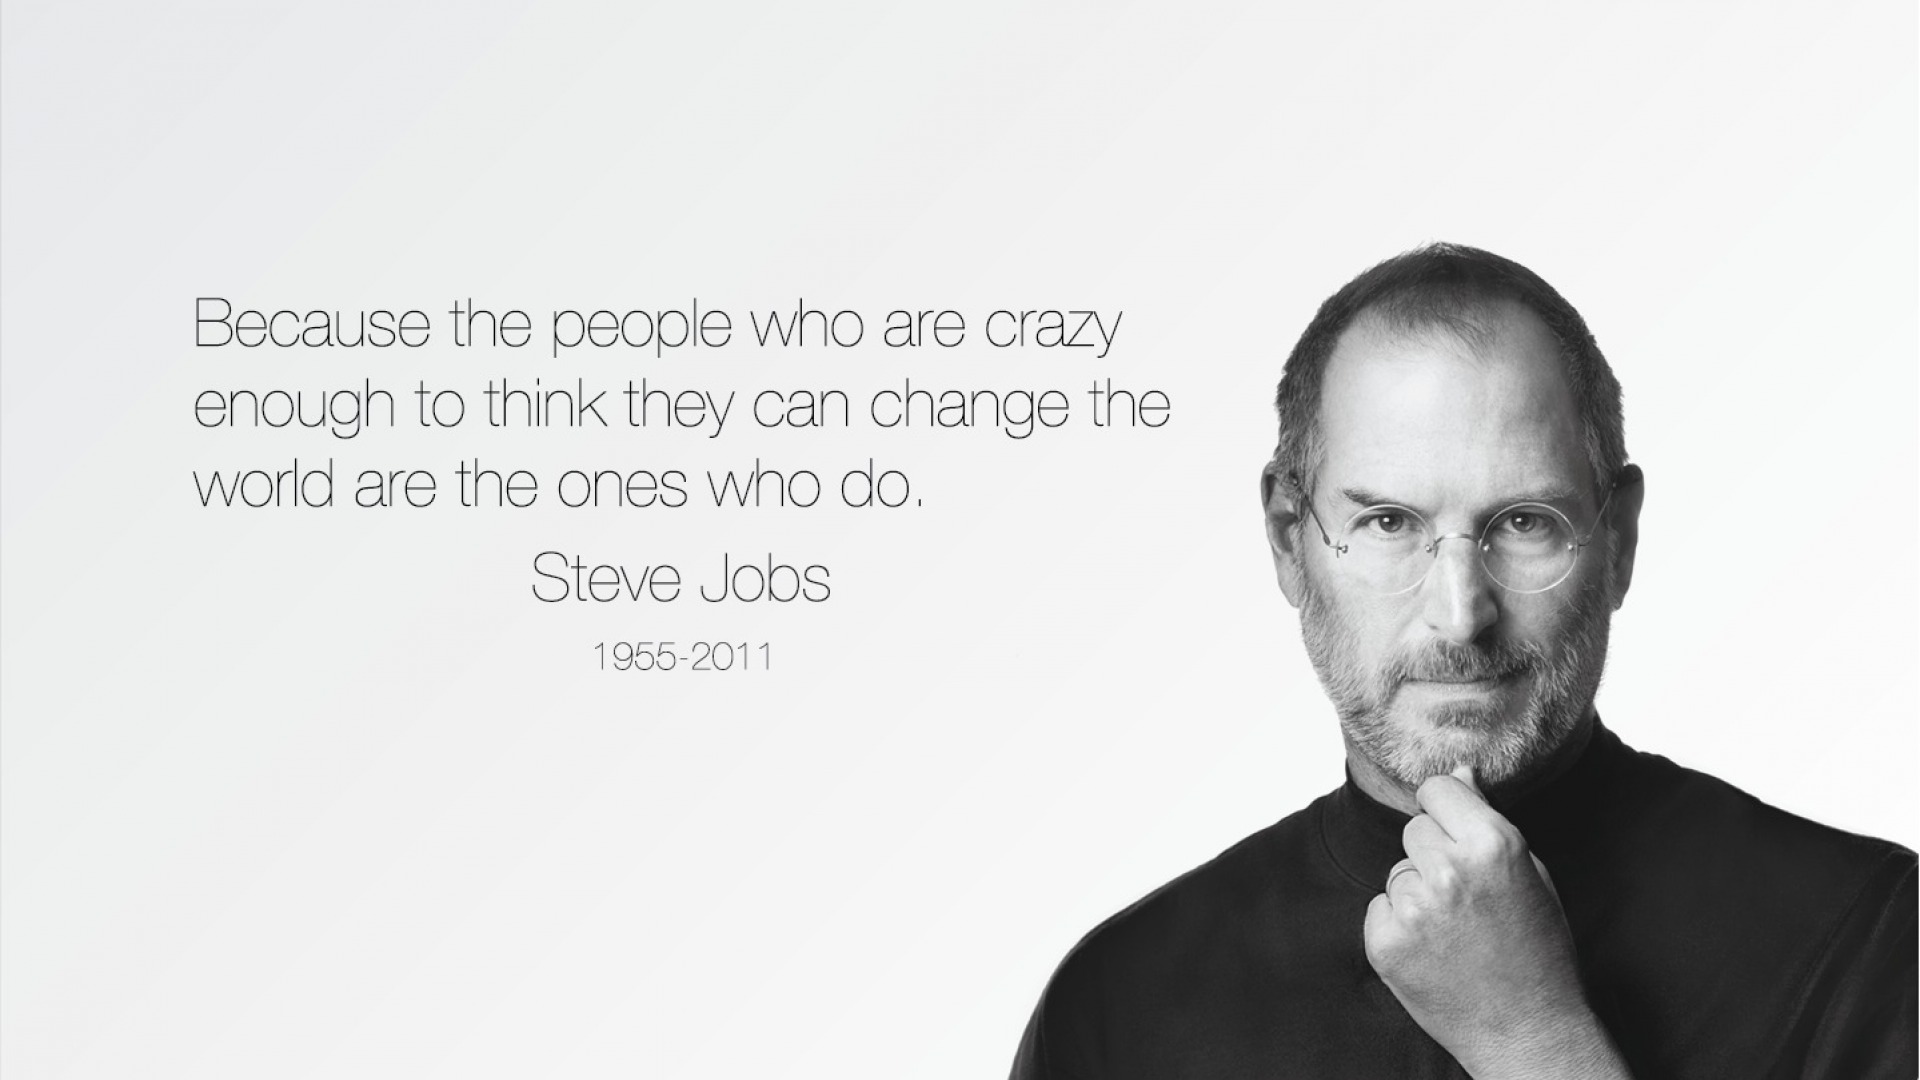 Because the people who are crazy
enough to think they can change the
world are the ones who do.
Steve Jobs
1955-2011